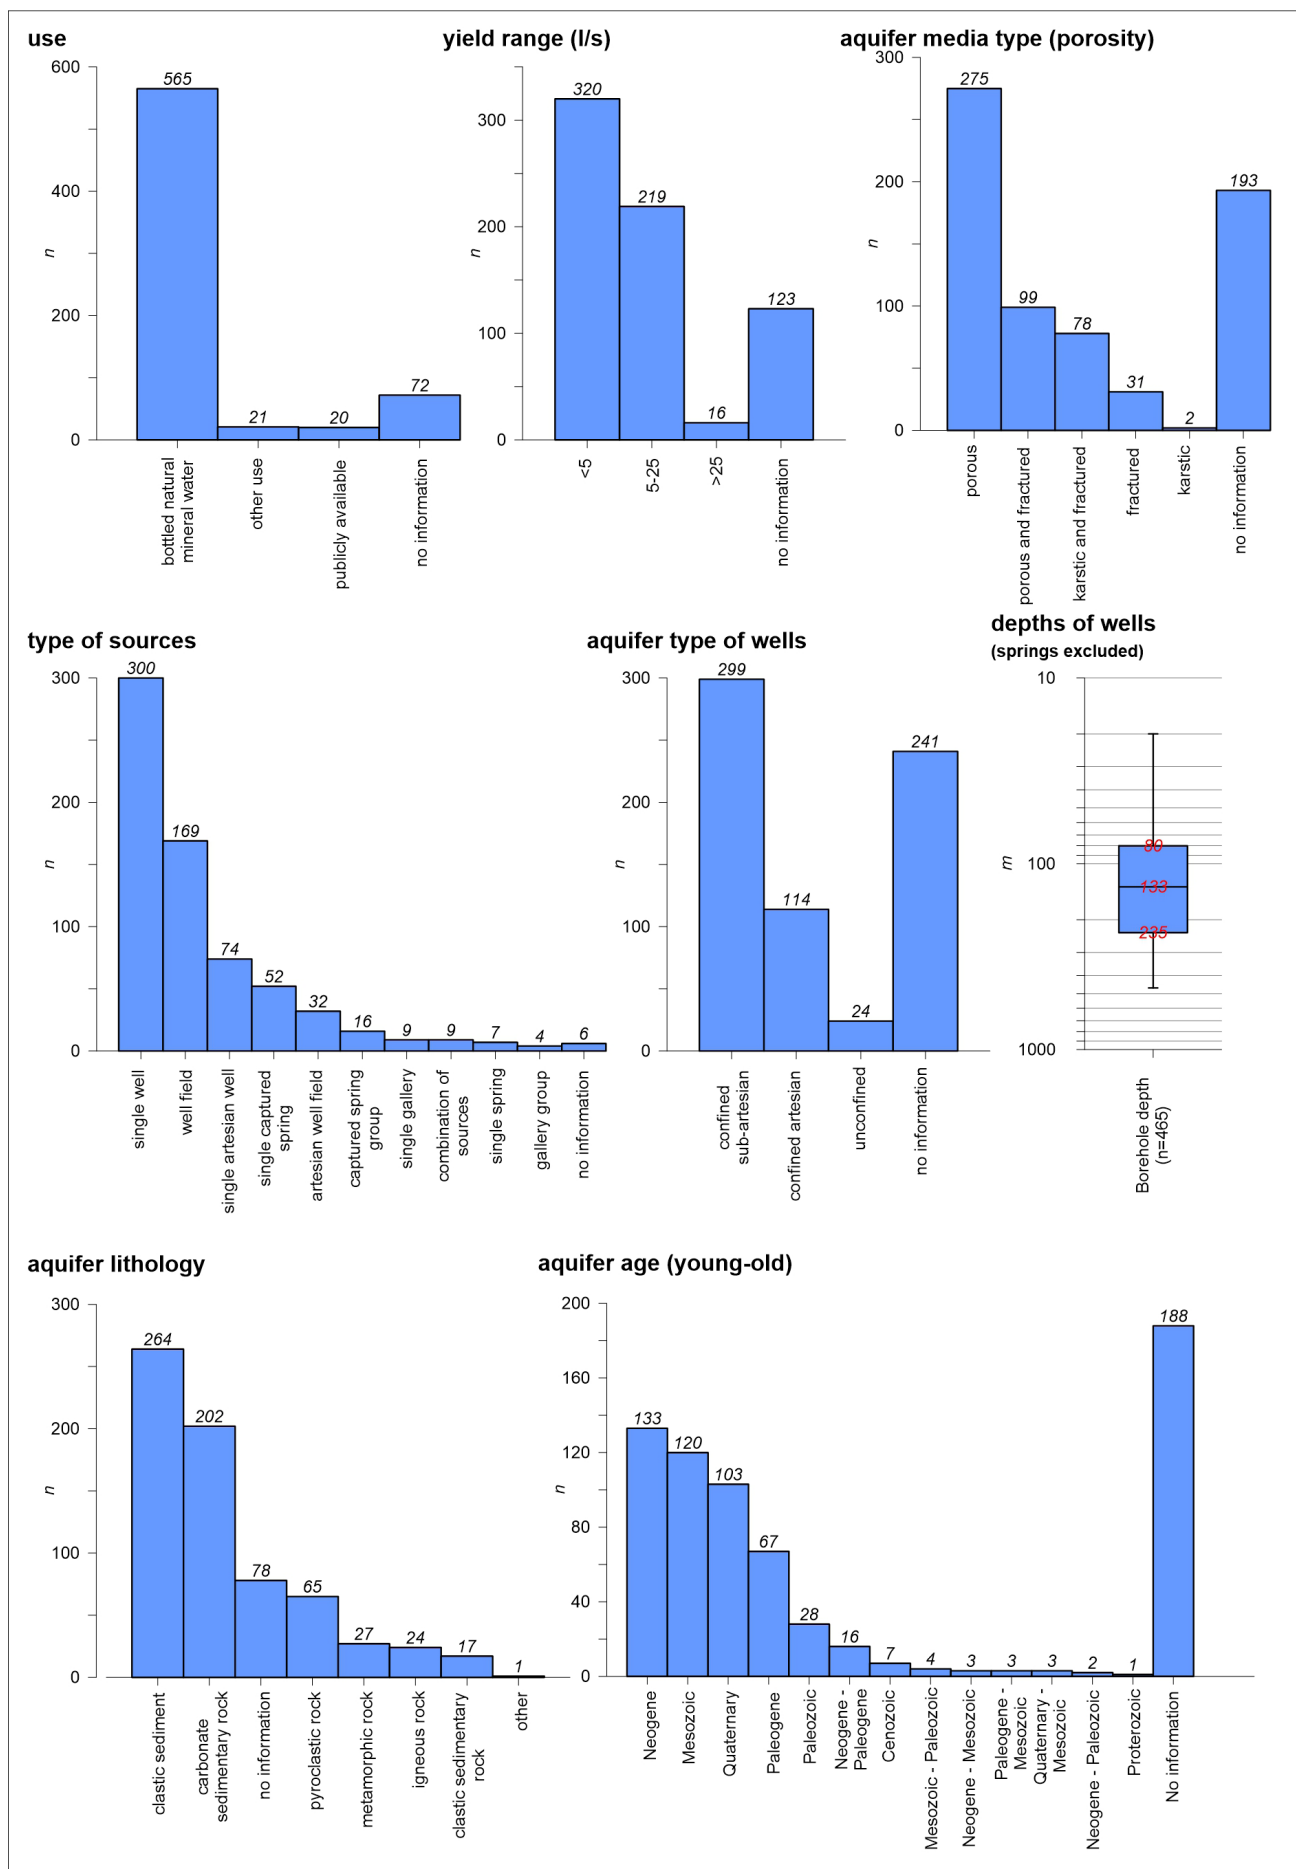 use
600
400
200
0
n
565
21
20
72
bottled natural
mineral water
other use
publicly available
no information
yield range (l/s)
300
200
100
0
n
320
219
16
123
<5
5-25
>25
no information
aquifer media type (porosity)
300
200
100
0
n
275
99
78
31
2
193
porous
porous and fractured
karstic and fractured
fractured
karstic
no information
type of sources
300
200
100
0
n
300
169
74
52
32
16
9
9
7
4
6
single well
well field
single artesian well
single captured
spring
artesian well field
captured spring
group
single gallery
combination of
sources
single spring
gallery group
no information
aquifer type of wells
300
200
100
0
n
299
114
24
241
confined
sub-artesian
confined artesian
unconfined
no information
depths of wells
(springs excluded)
10
100
1000
m
80
133
235
Borehole depth
(n=465)
aquifer lithology
300
200
100
0
n
264
202
78
65
27
24
17
1
clastic sediment
carbonate
sedimentary rock
no information
pyroclastic rock
metamorphic rock
igneous rock
clastic sedimentary
rock
other
aquifer age (young-old)
200
160
120
80
40
0
n
133
120
103
67
28
16
7
4
3
3
3
2
1
188
Neogene
Mesozoic
Quaternary
Paleogene
Paleozoic
Neogene -
Paleogene
Cenozoic
Mesozoic - Paleozoic
Neogene - Mesozoic
Paleogene -
Mesozoic
Quaternary -
Mesozoic
Neogene - Paleozoic
Proterozoic
No information